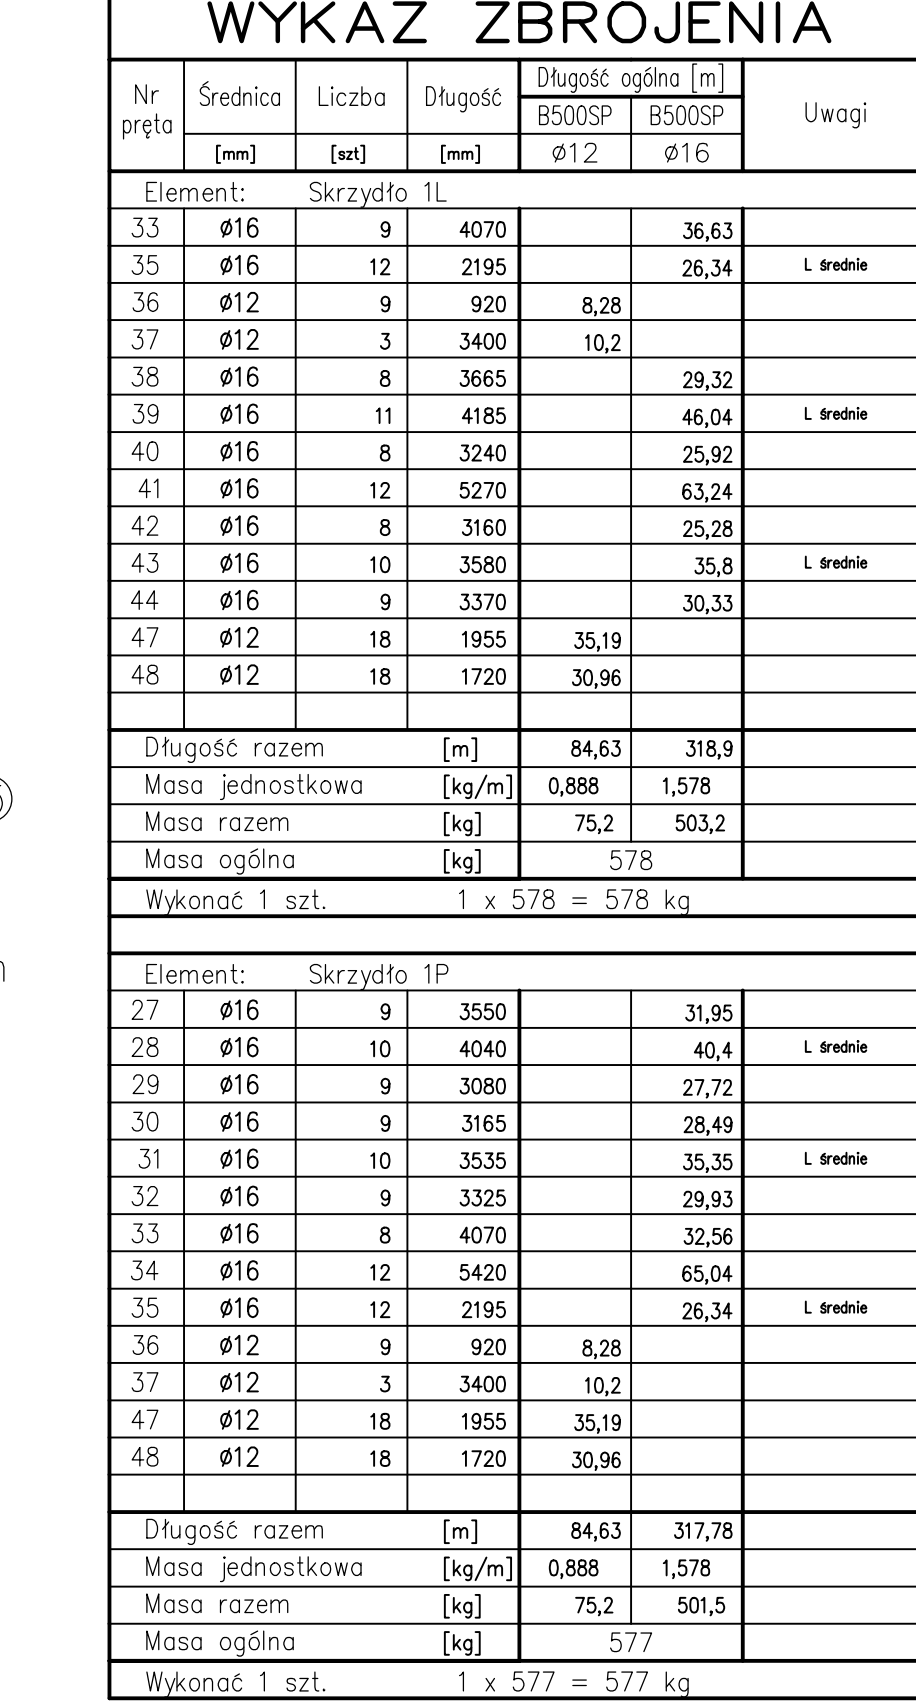 WYKAZ ZBROJENIA
Nr pręta Średnica Liczba Długość Długość ogólna [m] Uwagi
B500SP B500SP
[mm] [szt] [mm] ø12 ø16
Element: Skrzydło 1L
33 ø16 9 4070 36,63
35 ø16 12 2195 26,34 L średnie
36 ø12 9 920 8,28
37 ø12 3 3400 10,2
38 ø16 8 3665 29,32
39 ø16 11 4185 46,04 L średnie
40 ø16 8 3240 25,92
41 ø16 12 5270 63,24
42 ø16 8 3160 25,28
43 ø16 10 3580 35,8 L średnie
44 ø16 9 3370 30,33
47 ø12 18 1955 35,19
48 ø12 18 1720 30,96
Długość razem [m] 84,63 318,9
Masa jednostkowa [kg/m] 0,888 1,578
Masa razem [kg] 75,2 503,2
Masa ogólna [kg] 578
Wykonać 1 szt. 1 x 578 = 578 kg
Element: Skrzydło 1P
27 ø16 9 3550 31,95
28 ø16 10 4040 40,4 L średnie
29 ø16 9 3080 27,72
30 ø16 9 3165 28,49
31 ø16 10 3535 35,35 L średnie
32 ø16 9 3325 29,93
33 ø16 8 4070 32,56
34 ø16 12 5420 65,04
35 ø16 12 2195 26,34 L średnie
36 ø12 9 920 8,28
37 ø12 3 3400 10,2
47 ø12 18 1955 35,19
48 ø12 18 1720 30,96
Długość razem [m] 84,63 317,78
Masa jednostkowa [kg/m] 0,888 1,578
Masa razem [kg] 75,2 501,5
Masa ogólna [kg] 577
Wykonać 1 szt. 1 x 577 = 577 kg